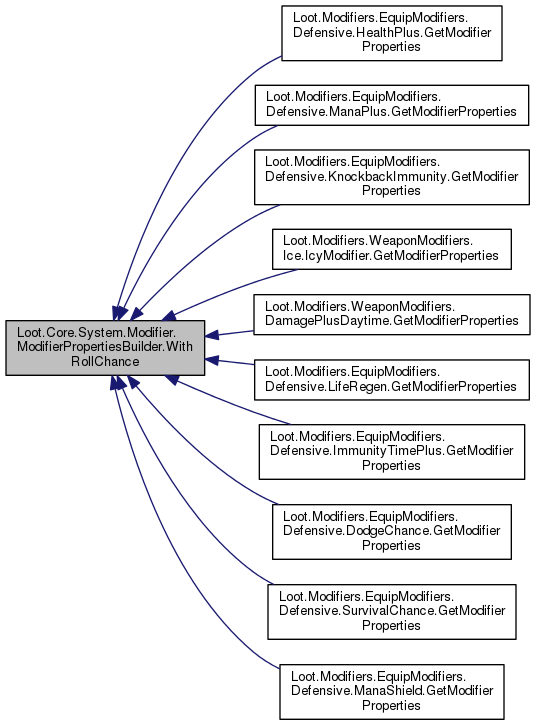 Loot.Modifiers.EquipModifiers.
Defensive.HealthPlus.GetModifier
Properties
Loot.Modifiers.EquipModifiers.
Defensive.ManaPlus.GetModifierProperties
Loot.Modifiers.EquipModifiers.
Defensive.KnockbackImmunity.GetModifier
Properties
Loot.Modifiers.WeaponModifiers.
Ice.IcyModifier.GetModifierProperties
Loot.Modifiers.WeaponModifiers.
DamagePlusDaytime.GetModifierProperties
Loot.Core.System.Modifier.
ModifierPropertiesBuilder.With
RollChance
Loot.Modifiers.EquipModifiers.
Defensive.LifeRegen.GetModifierProperties
Loot.Modifiers.EquipModifiers.
Defensive.ImmunityTimePlus.GetModifier
Properties
Loot.Modifiers.EquipModifiers.
Defensive.DodgeChance.GetModifier
Properties
Loot.Modifiers.EquipModifiers.
Defensive.SurvivalChance.GetModifier
Properties
Loot.Modifiers.EquipModifiers.
Defensive.ManaShield.GetModifier
Properties